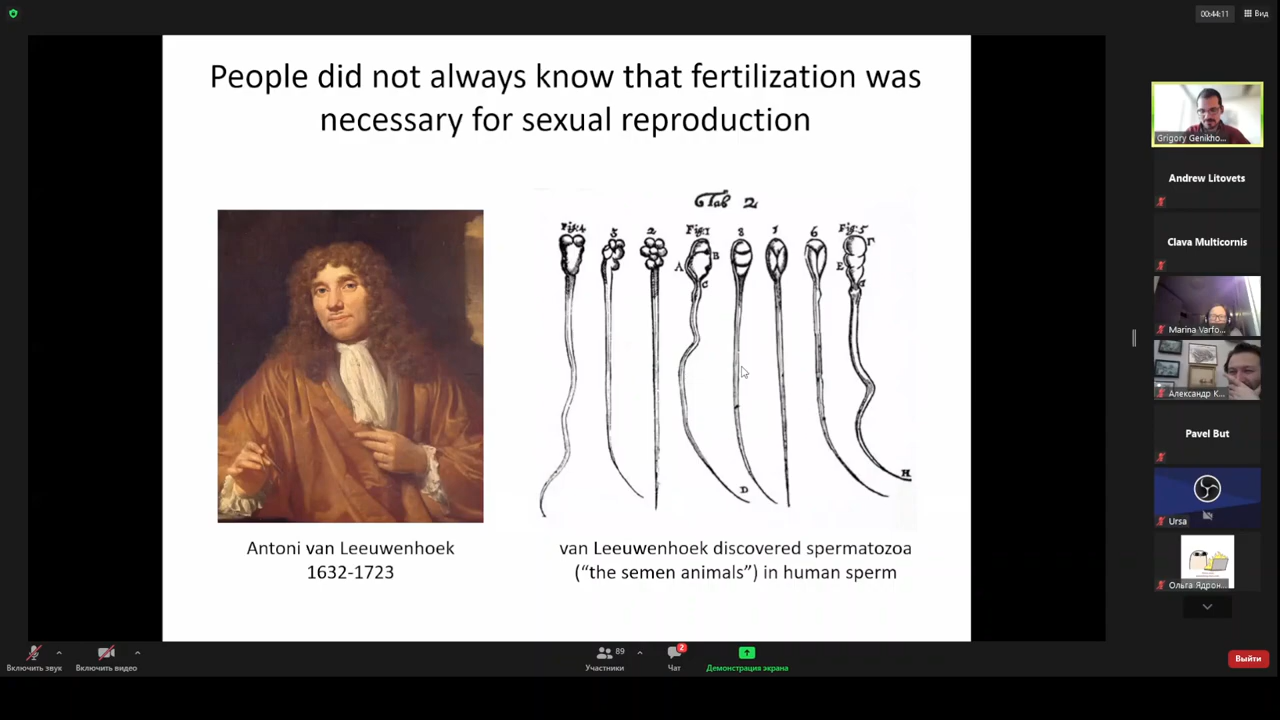 00:44:11
Вид
People did not always know that fertilization was
necessary for sexual reproduction
Tab 2
Fig:4
3
2
Fig:1
8
7
6
Fig:5
A
B
C
D
E
H
Antoni van Leeuwenhoek
1632-1723
van Leeuwenhoek discovered spermatozoa
(“the semen animals”) in human sperm
Grigory Genikho...
Andrew Litovets
Clava Multicornis
Marina Varfo...
Александр К...
Pavel But
Ursa
Ольга Ядрон...
Включить звук
Включить видео
89
Участники
2
Чат
Демонстрация экрана
Выйти